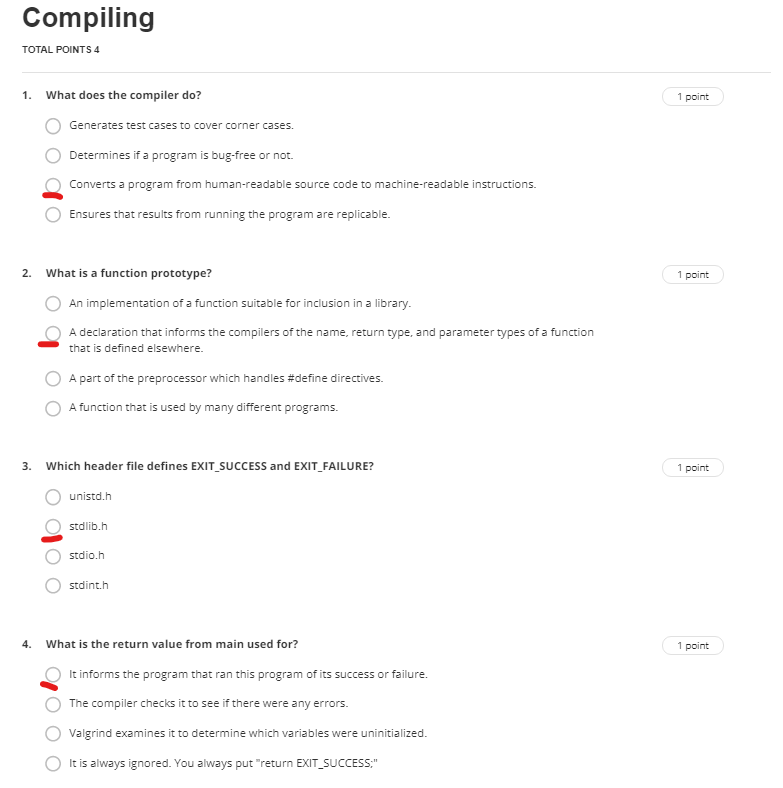 Compiling
TOTAL POINTS 4
1. What does the compiler do?
1 point
Generates test cases to cover corner cases.
Determines if a program is bug-free or not.
Converts a program from human-readable source code to machine-readable instructions.
Ensures that results from running the program are replicable.
2. What is a function prototype?
1 point
An implementation of a function suitable for inclusion in a library.
A declaration that informs the compilers of the name, return type, and parameter types of a function
that is defined elsewhere.
A part of the preprocessor which handles #define directives.
A function that is used by many different programs.
3. Which header file defines EXIT_SUCCESS and EXIT_FAILURE?
1 point
unistd.h
stdlib.h
stdio.h
stdint.h
4. What is the return value from main used for?
1 point
It informs the program that ran this program of its success or failure.
The compiler checks it to see if there were any errors.
Valgrind examines it to determine which variables were uninitialized.
It is always ignored. You always put "return EXIT_SUCCESS;"